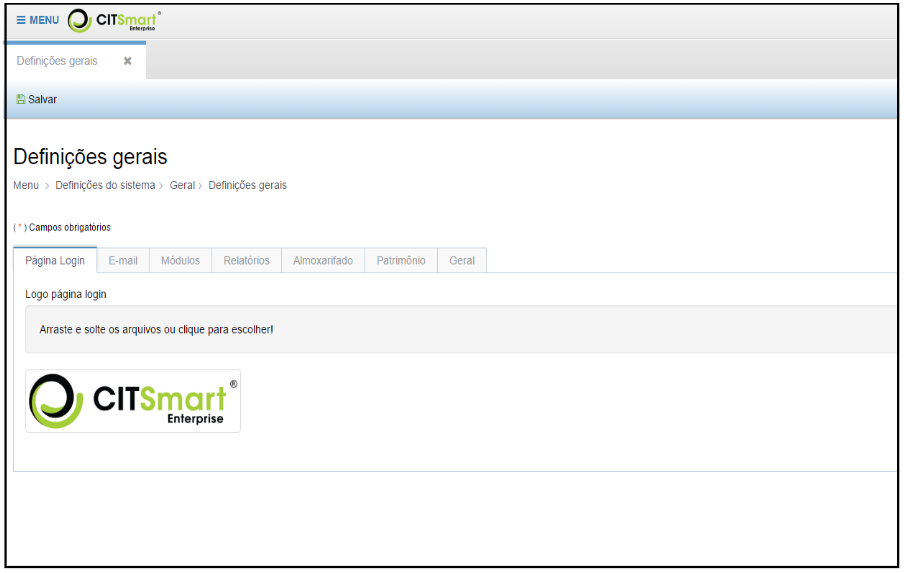 ≡ MENU CITSmart® Enterprise
Definições gerais ✖
Salvar
Definições gerais
Menu > Definições do sistema > Geral > Definições gerais
( * ) Campos obrigatórios
Página Login E-mail Módulos Relatórios Almoxarifado Patrimônio Geral
Logo página login
Arraste e solte os arquivos ou clique para escolher!
CITSmart®
Enterprise